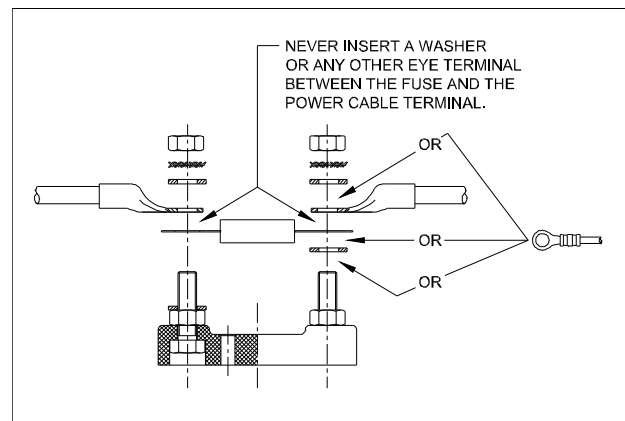 NEVER INSERT A WASHER
OR ANY OTHER EYE TERMINAL
BETWEEN THE FUSE AND THE
POWER CABLE TERMINAL.
OR
OR
OR